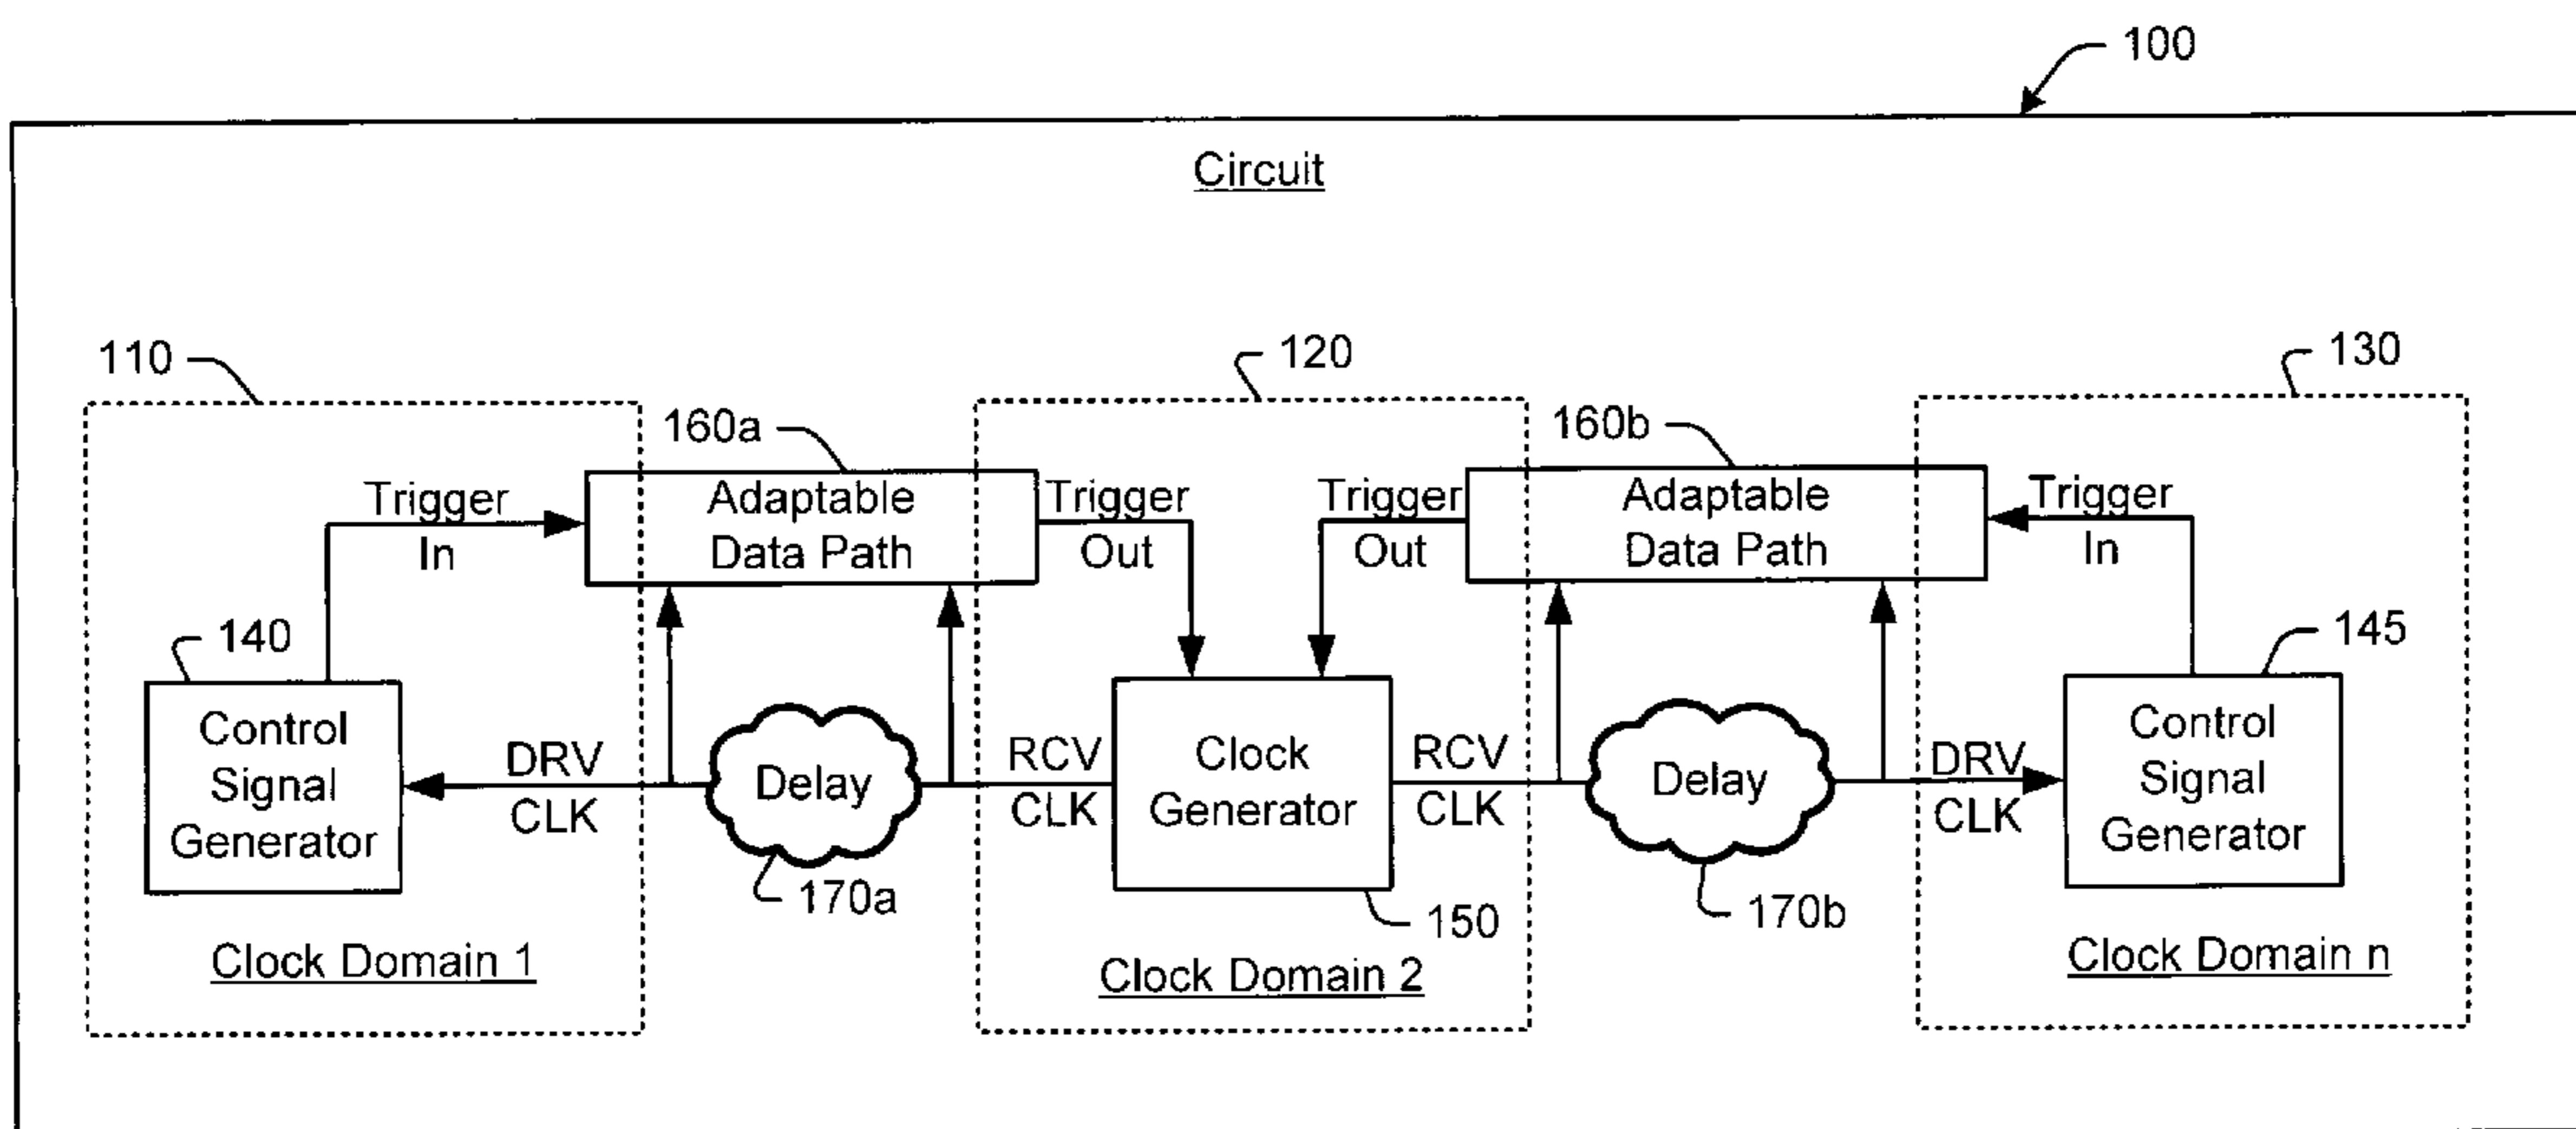 100
Circuit
110
120
130
160a
160b
Trigger
In
Adaptable
Data Path
Trigger
Out
Trigger
Out
Adaptable
Data Path
Trigger
In
140
145
Control
Signal
Generator
DRV
CLK
Delay
RCV
CLK
Clock
Generator
RCV
CLK
Delay
DRV
CLK
Control
Signal
Generator
170a
150
170b
Clock Domain 1
Clock Domain 2
Clock Domain n